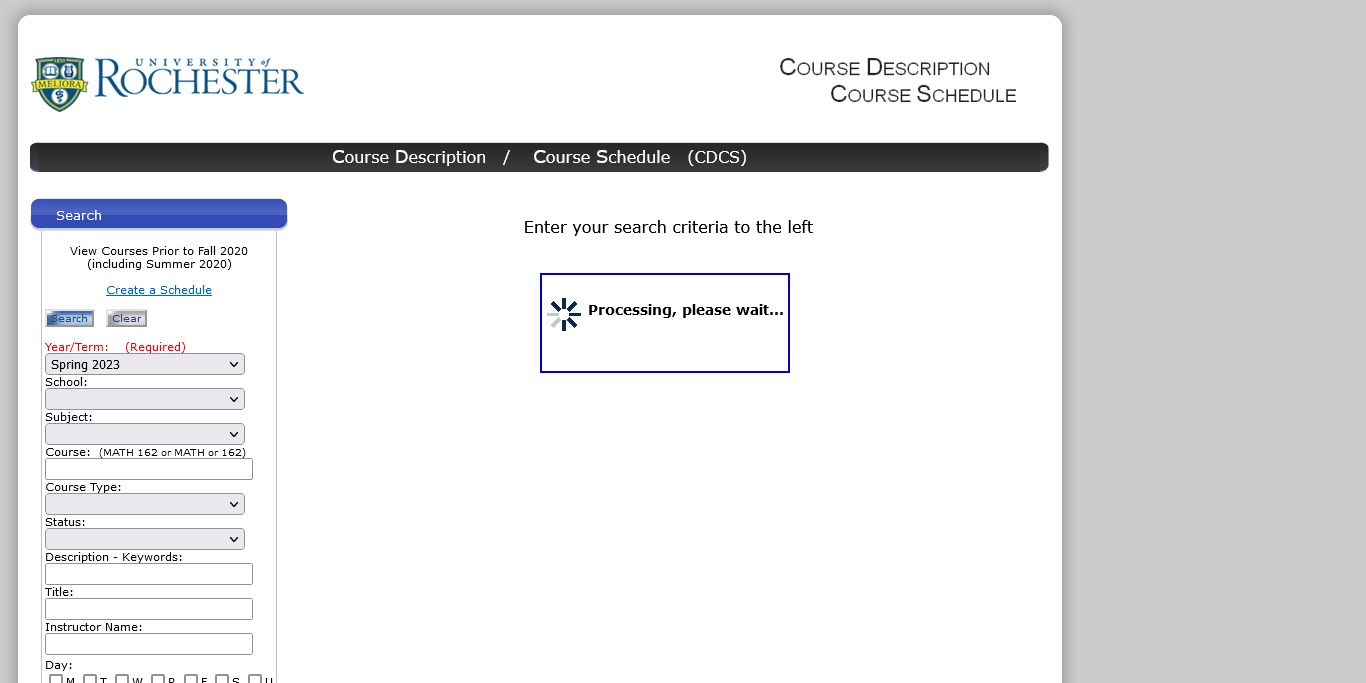 1850
MELIORA
UNIVERSITY of
ROCHESTER
COURSE DESCRIPTION
COURSE SCHEDULE
Course Description / Course Schedule (CDCS)
Search
View Courses Prior to Fall 2020
(including Summer 2020)
Create a Schedule
Search Clear
Year/Term: (Required)
Spring 2023
School:
Subject:
Course: (MATH 162 or MATH or 162)
Course Type:
Status:
Description - Keywords:
Title:
Instructor Name:
Day:
M T W R F S U
Enter your search criteria to the left
Processing, please wait...